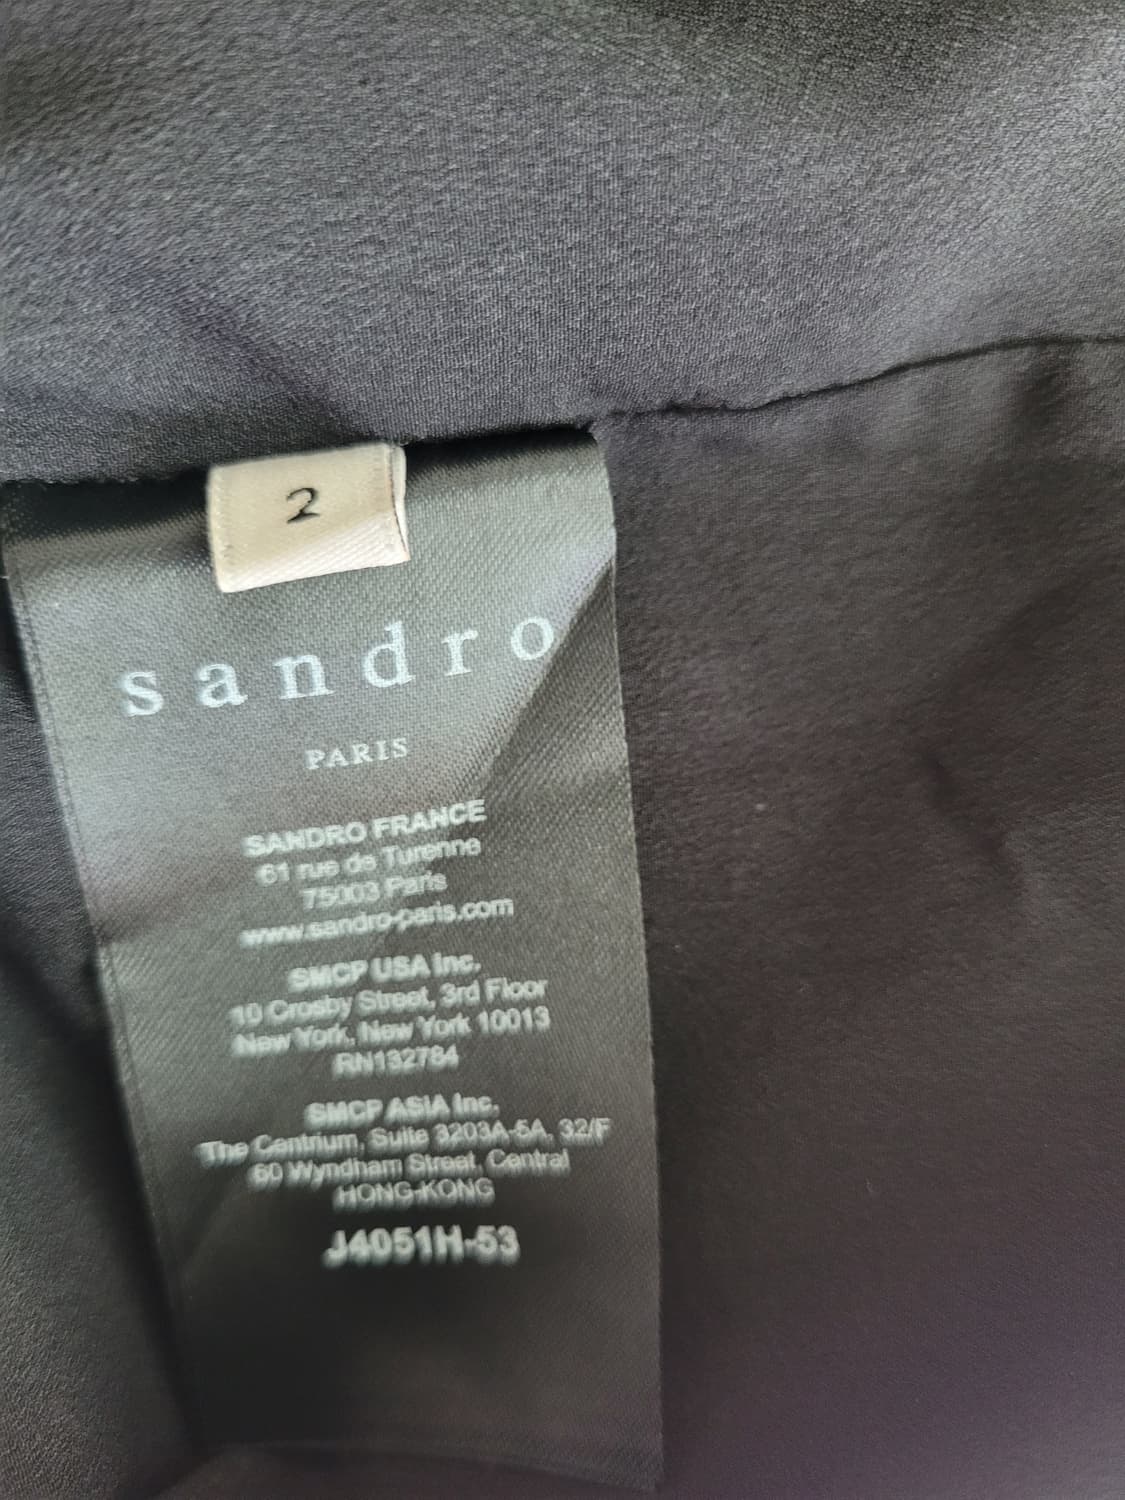 2
sandro
PARIS
SANDRO FRANCE
61 rue de Turenne
75003 Paris
www.sandro-paris.com
SMCP USA Inc.
10 Crosby Street, 3rd Floor
New York, New York 10013
RN132784
SMCP ASIA Inc.
The Centrium, Suite 3203A-5A, 32/F
60 Wyndham Street, Central
HONG-KONG
J4051H-53